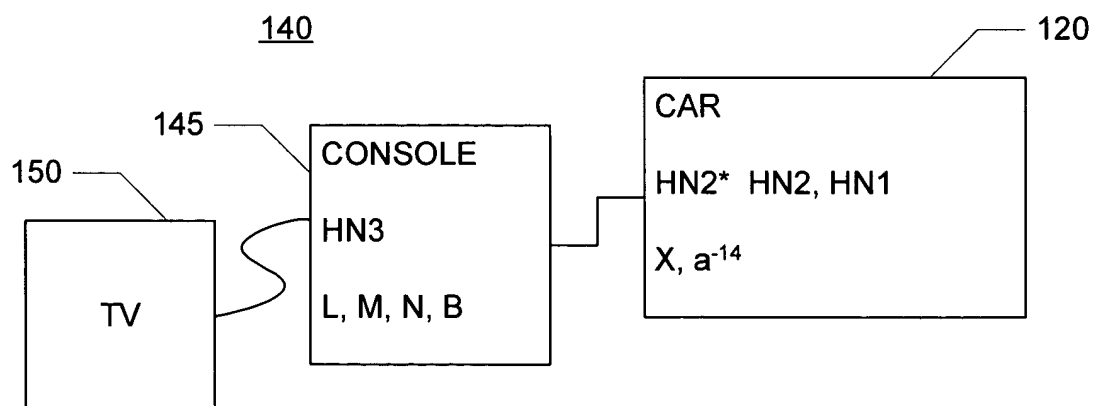 140
120
145
150
CAR
HN2* HN2, HN1
X, a⁻¹⁴
CONSOLE
HN3
L, M, N, B
TV